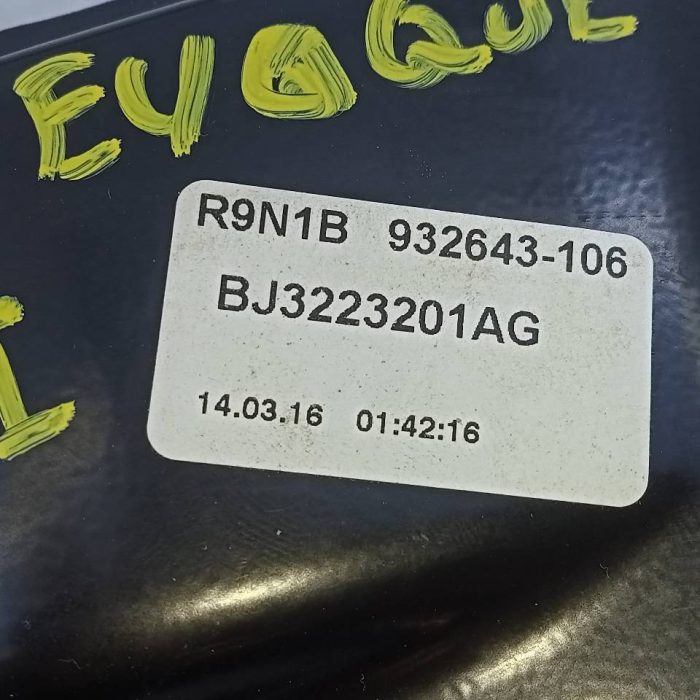 EVOQUE
R9N1B 932643-106
BJ3223201AG
I
14.03.16 01:42:16